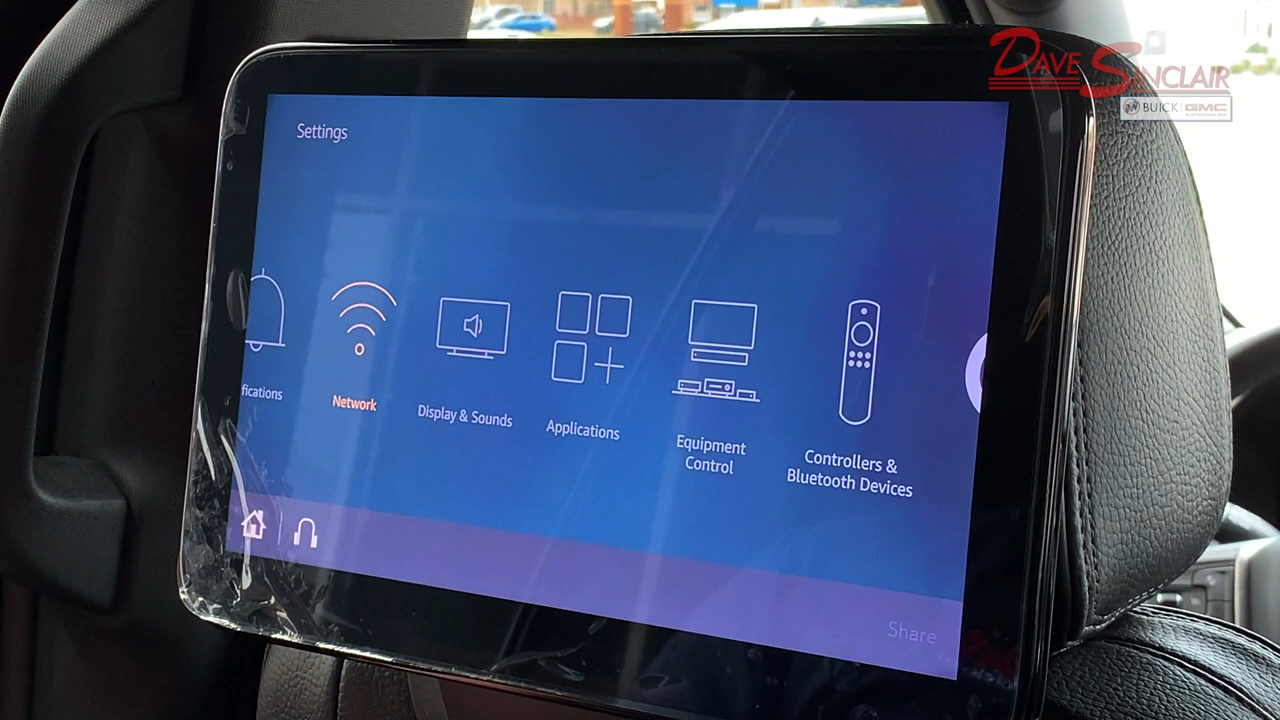 DAVE SINCLAIR
BUICK | GMC
Settings
fications
Network
Display & Sounds
Applications
Equipment
Control
Controllers &
Bluetooth Devices
Share